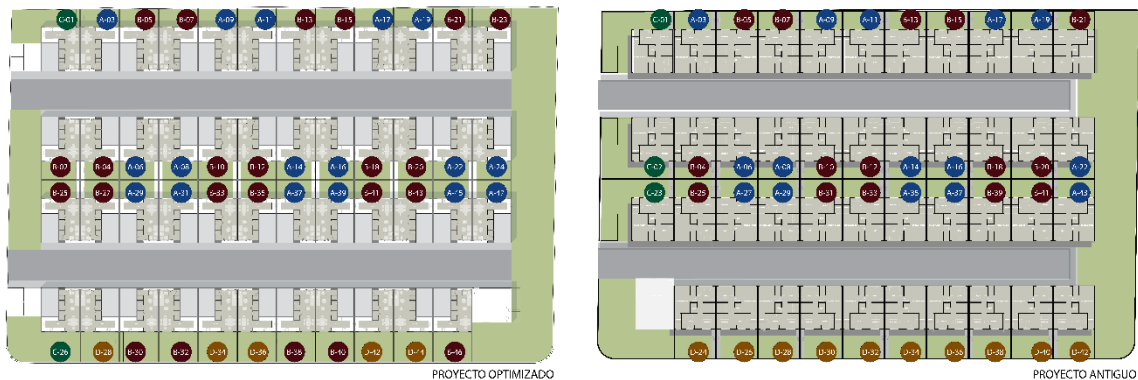 C-01 A-03 B-05 B-07 A-09 A-11 B-13 B-15 A-17 A-19 B-21 B-23
B-02 B-04 A-06 A-08 B-10 B-12 A-14 A-16 B-18 B-20 A-22 A-24
B-25 B-27 A-29 A-31 B-33 B-35 A-37 A-39 B-41 B-43 A-45 A-47
C-26 D-28 B-30 B-32 D-34 D-36 B-38 B-40 D-42 D-44 B-46
PROYECTO OPTIMIZADO
C-01 A-03 B-05 B-07 A-09 A-11 B-13 B-15 A-17 A-19 B-21
C-02 B-04 A-06 A-08 B-10 B-12 A-14 A-16 B-18 B-20 A-22
C-23 B-25 A-27 A-29 B-31 B-33 A-35 A-37 B-39 B-41 A-43
D-24 D-26 D-28 D-30 D-32 D-34 D-36 D-38 D-40 D-42
PROYECTO ANTIGUO